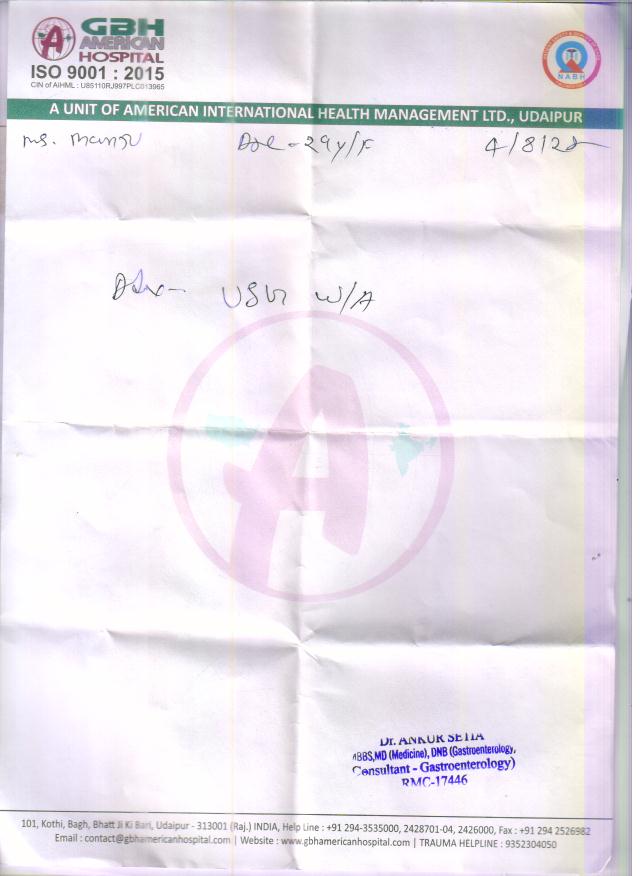 GBH
AMERICAN
HOSPITAL
ISO 9001 : 2015
CIN of AIHML : U85110RJ997PLC013965
NABH
A UNIT OF AMERICAN INTERNATIONAL HEALTH MANAGEMENT LTD., UDAIPUR
Ms. Manju Age - 29y/F 4/8/22
Adv - USG W/A
Dr. ANKUR SETIA
MBBS,MD (Medicine), DNB (Gastroenterology,
Consultant - Gastroenterology)
RMC-17446
101, Kothi, Bagh, Bhatt Ji Ki Bari, Udaipur - 313001 (Raj.) INDIA, Help Line : +91 294-3535000, 2428701-04, 2426000, Fax : +91 294 2526982
Email : contact@gbhamericanhospital.com | Website : www.gbhamericanhospital.com | TRAUMA HELPLINE : 9352304050